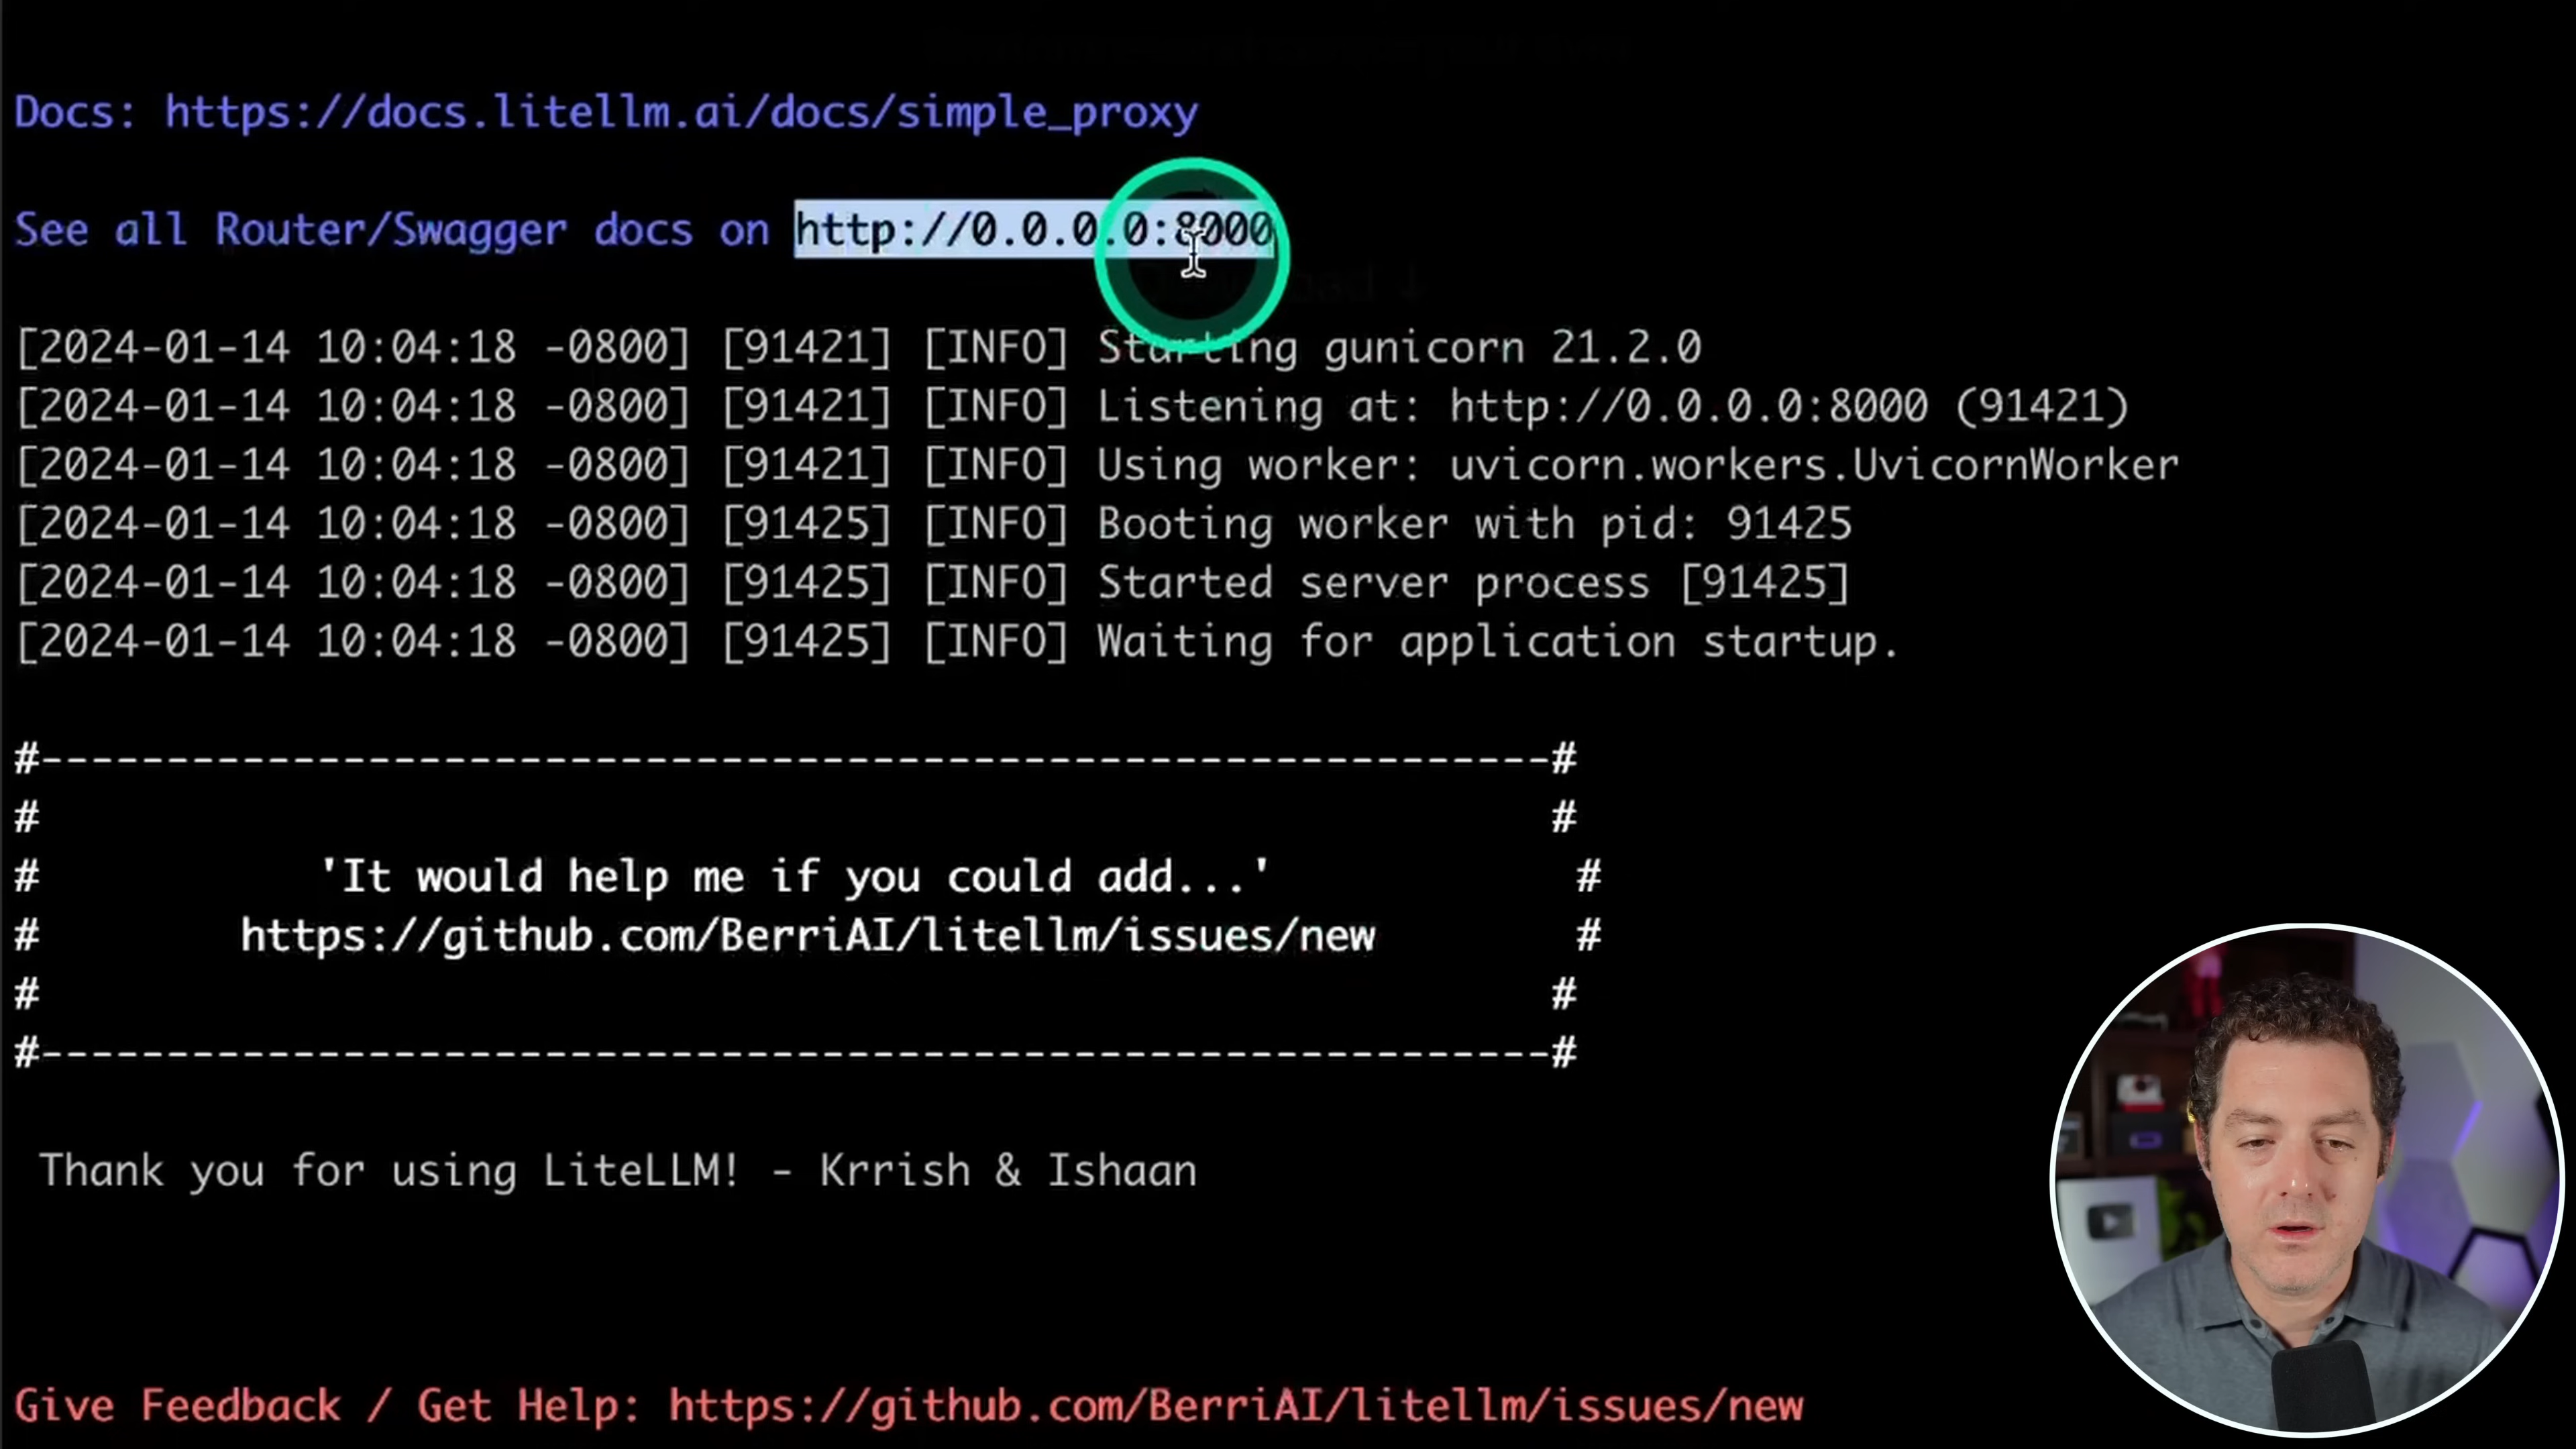 Docs: https://docs.litellm.ai/docs/simple_proxy
See all Router/Swagger docs on http://0.0.0.0:8000
[2024-01-14 10:04:18 -0800] [91421] [INFO] Starting gunicorn 21.2.0
[2024-01-14 10:04:18 -0800] [91421] [INFO] Listening at: http://0.0.0.0:8000 (91421)
[2024-01-14 10:04:18 -0800] [91421] [INFO] Using worker: uvicorn.workers.UvicornWorker
[2024-01-14 10:04:18 -0800] [91425] [INFO] Booting worker with pid: 91425
[2024-01-14 10:04:18 -0800] [91425] [INFO] Started server process [91425]
[2024-01-14 10:04:18 -0800] [91425] [INFO] Waiting for application startup.
#------------------------------------------------------------#
#                                                            #
#           'It would help me if you could add...'            #
#        https://github.com/BerriAI/litellm/issues/new        #
#                                                            #
#------------------------------------------------------------#
Thank you for using LiteLLM! - Krrish & Ishaan
Give Feedback / Get Help: https://github.com/BerriAI/litellm/issues/new